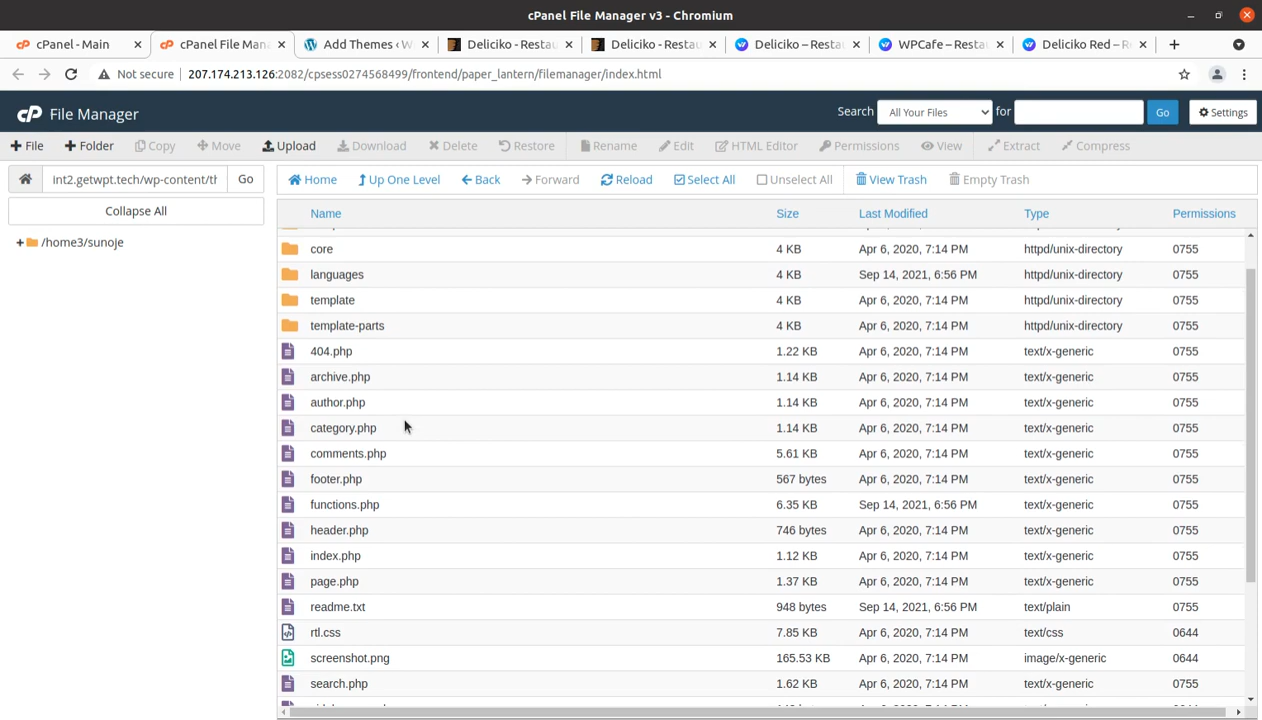 cPanel File Manager v3 - Chromium
cPanel - Main
cPanel File Man
Add Themes ‹ W
Deliciko - Restau
Deliciko - Restau
Deliciko – Resta
WPCafe – Restau
Deliciko Red – R
Not secure
207.174.213.126:2082/cpsess0274568499/frontend/paper_lantern/filemanager/index.html
cP File Manager
Search
All Your Files
for
Go
Settings
+ File
+ Folder
Copy
Move
Upload
Download
Delete
Restore
Rename
Edit
HTML Editor
Permissions
View
Extract
Compress
int2.getwpt.tech/wp-content/th
Go
Home
Up One Level
Back
Forward
Reload
Select All
Unselect All
View Trash
Empty Trash
Collapse All
+ /home3/sunoje
Name Size Last Modified Type Permissions
core 4 KB Apr 6, 2020, 7:14 PM httpd/unix-directory 0755
languages 4 KB Sep 14, 2021, 6:56 PM httpd/unix-directory 0755
template 4 KB Apr 6, 2020, 7:14 PM httpd/unix-directory 0755
template-parts 4 KB Apr 6, 2020, 7:14 PM httpd/unix-directory 0755
404.php 1.22 KB Apr 6, 2020, 7:14 PM text/x-generic 0755
archive.php 1.14 KB Apr 6, 2020, 7:14 PM text/x-generic 0755
author.php 1.14 KB Apr 6, 2020, 7:14 PM text/x-generic 0755
category.php 1.14 KB Apr 6, 2020, 7:14 PM text/x-generic 0755
comments.php 5.61 KB Apr 6, 2020, 7:14 PM text/x-generic 0755
footer.php 567 bytes Apr 6, 2020, 7:14 PM text/x-generic 0755
functions.php 6.35 KB Sep 14, 2021, 6:56 PM text/x-generic 0755
header.php 746 bytes Apr 6, 2020, 7:14 PM text/x-generic 0755
index.php 1.12 KB Apr 6, 2020, 7:14 PM text/x-generic 0755
page.php 1.37 KB Apr 6, 2020, 7:14 PM text/x-generic 0755
readme.txt 948 bytes Sep 14, 2021, 6:56 PM text/plain 0755
rtl.css 7.85 KB Apr 6, 2020, 7:14 PM text/css 0644
screenshot.png 165.53 KB Apr 6, 2020, 7:14 PM image/x-generic 0644
search.php 1.62 KB Apr 6, 2020, 7:14 PM text/x-generic 0755